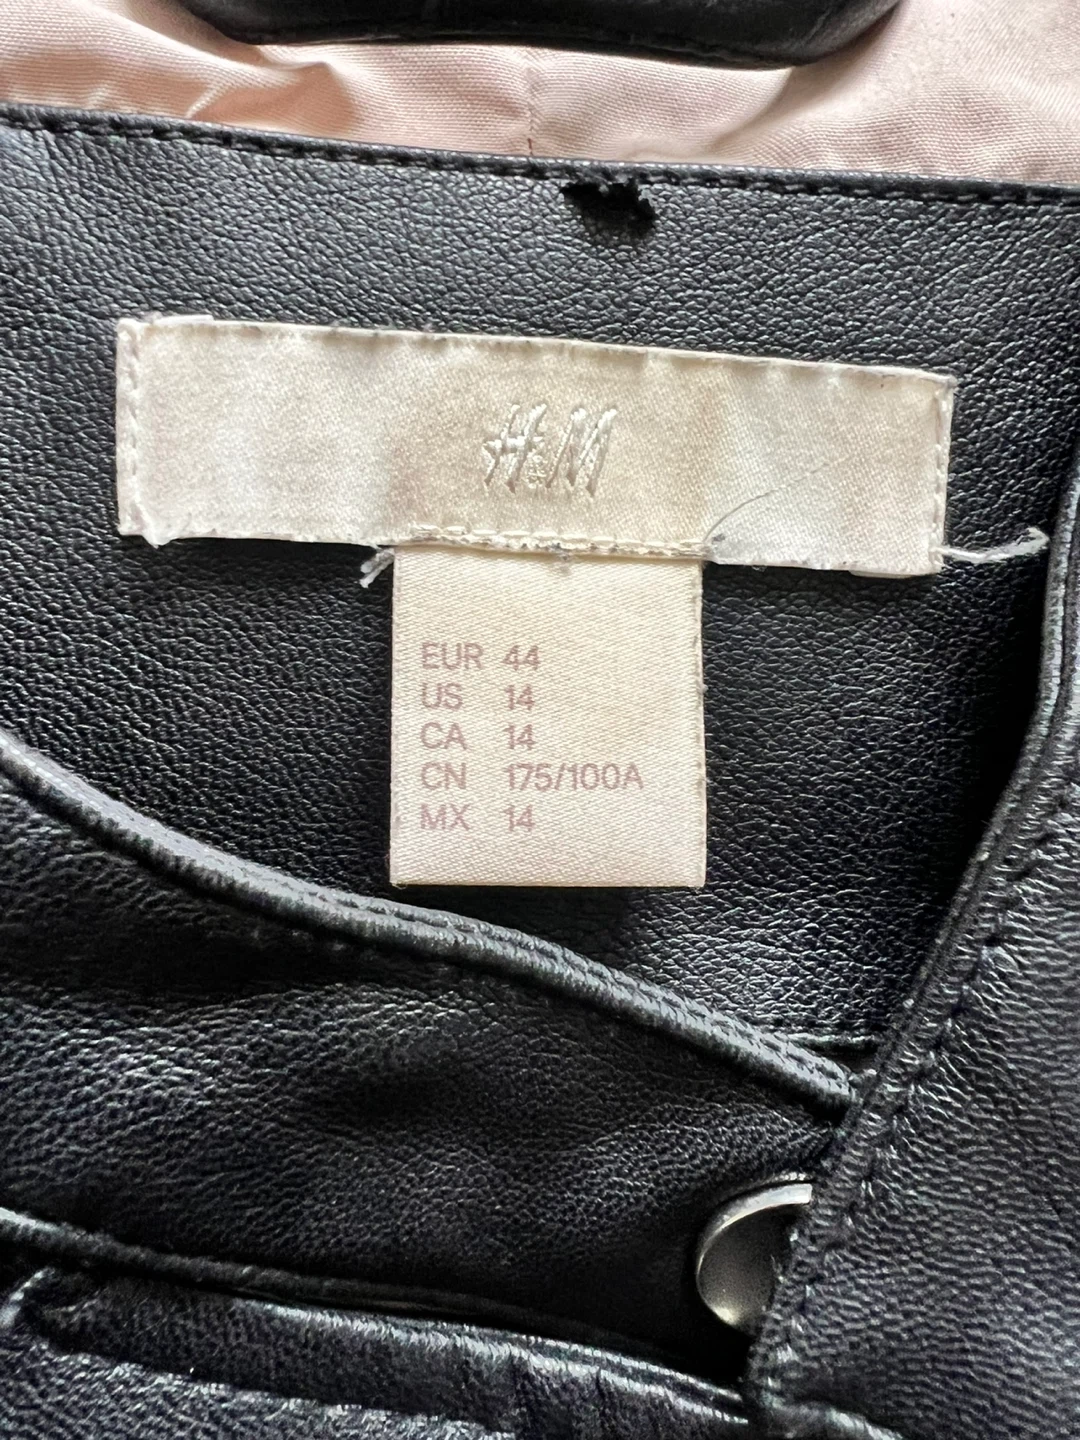 H&M
EUR 44
US 14
CA 14
CN 175/100A
MX 14